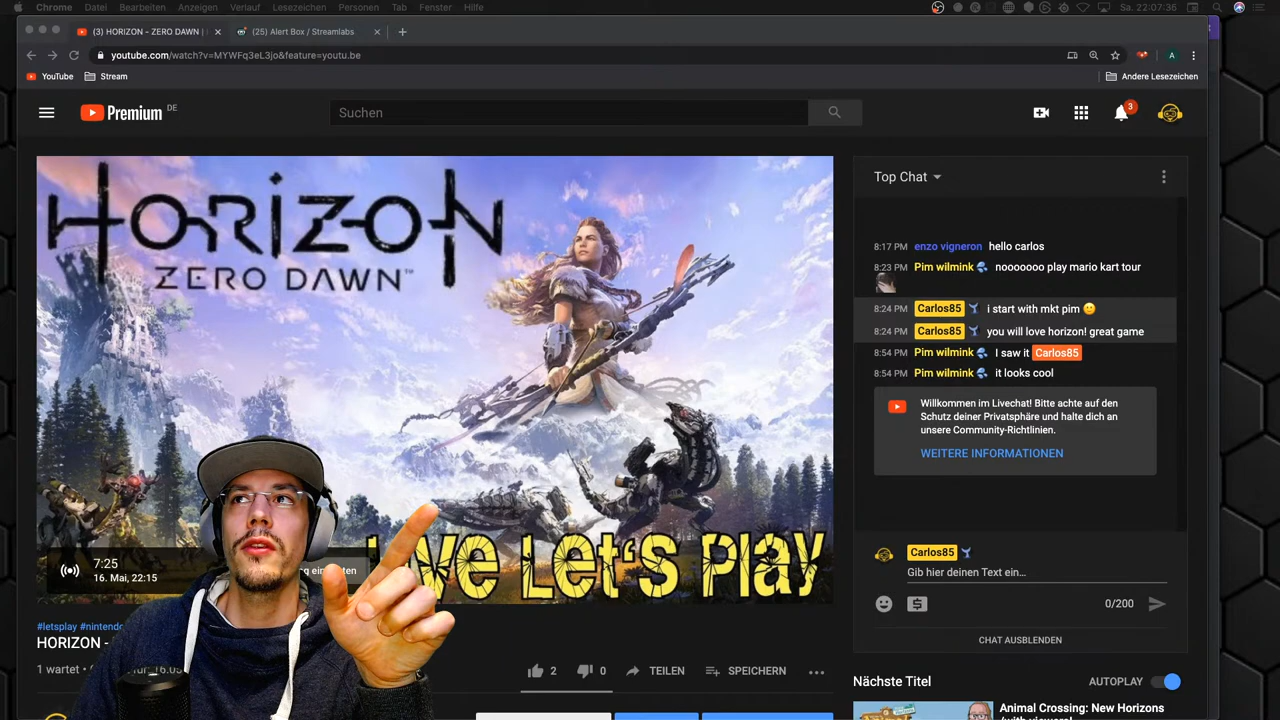 Chrome Datei Bearbeiten Anzeigen Verlauf Lesezeichen Personen Tab Fenster Hilfe Sa. 22:07:36
(3) HORIZON - ZERO DAWN | (25) Alert Box / Streamlabs
youtube.com/watch?v=MYWFq3eL3jo&feature=youtu.be A
YouTube Stream Andere Lesezeichen
Premium DE Suchen 3
HORIZON
ZERO DAWN™
LIVE LET'S PLAY
7:25
16. Mai, 22:15
#letsplay
HORIZON -
1 wartet
2 0 TEILEN SPEICHERN
Top Chat
8:17 PM enzo vigneron hello carlos
8:23 PM Pim wilmink nooooooo play mario kart tour
8:24 PM Carlos85 i start with mkt pim
8:24 PM Carlos85 you will love horizon! great game
8:54 PM Pim wilmink I saw it Carlos85
8:54 PM Pim wilmink it looks cool
Willkommen im Livechat! Bitte achte auf den
Schutz deiner Privatsphäre und halte dich an
unsere Community-Richtlinien.
WEITERE INFORMATIONEN
Carlos85
Gib hier deinen Text ein...
0/200
CHAT AUSBLENDEN
Nächste Titel AUTOPLAY
Animal Crossing: New Horizons